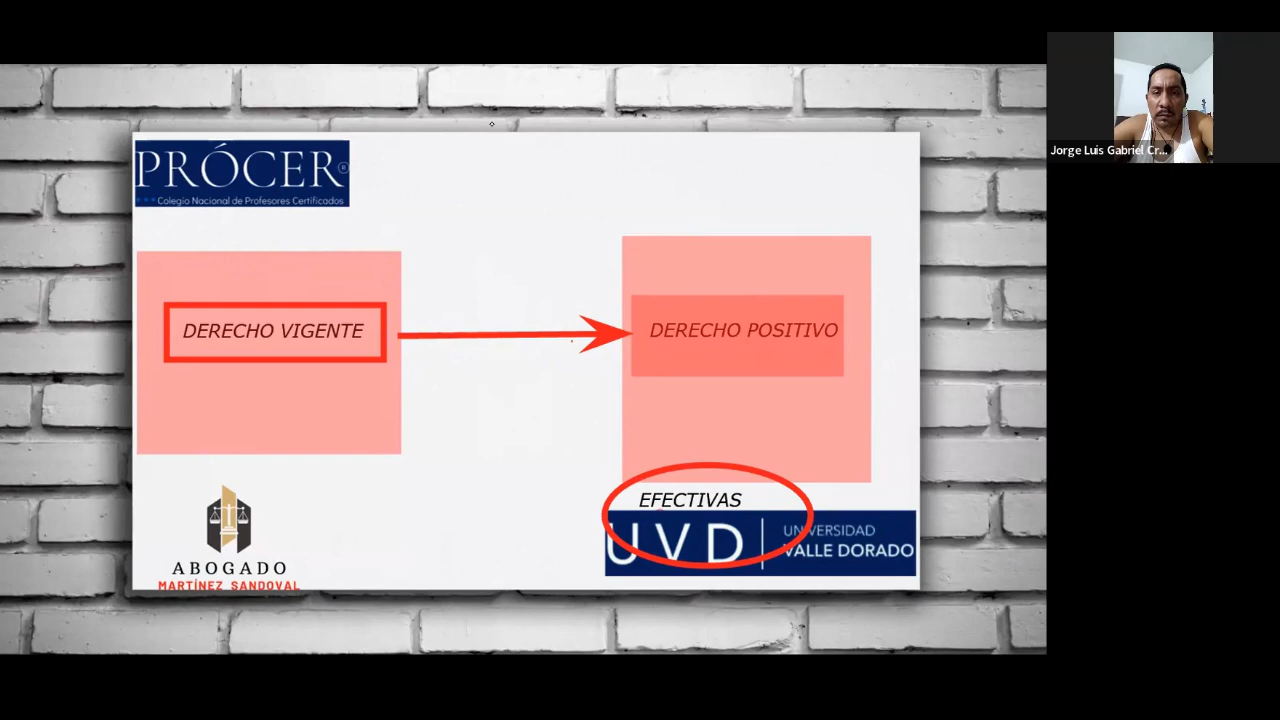 PRÓCER®
Colegio Nacional de Profesores Certificados
DERECHO VIGENTE
DERECHO POSITIVO
EFECTIVAS
UVD
UNIVERSIDAD
VALLE DORADO
ABOGADO
MARTÍNEZ SANDOVAL
Jorge Luis Gabriel Cr...